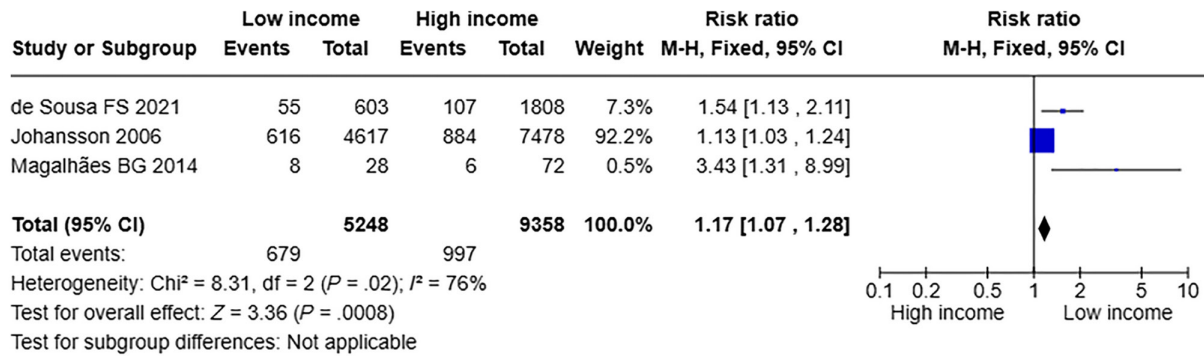 Low income High income Risk ratio Risk ratio
Study or Subgroup Events Total Events Total Weight M-H, Fixed, 95% CI M-H, Fixed, 95% CI
de Sousa FS 2021 55 603 107 1808 7.3% 1.54 [1.13 , 2.11]
Johansson 2006 616 4617 884 7478 92.2% 1.13 [1.03 , 1.24]
Magalhães BG 2014 8 28 6 72 0.5% 3.43 [1.31 , 8.99]
Total (95% CI) 5248 9358 100.0% 1.17 [1.07 , 1.28]
Total events: 679 997
Heterogeneity: Chi² = 8.31, df = 2 (P = .02); I² = 76%
Test for overall effect: Z = 3.36 (P = .0008)
Test for subgroup differences: Not applicable
0.1 0.2 0.5 1 2 5 10
High income Low income